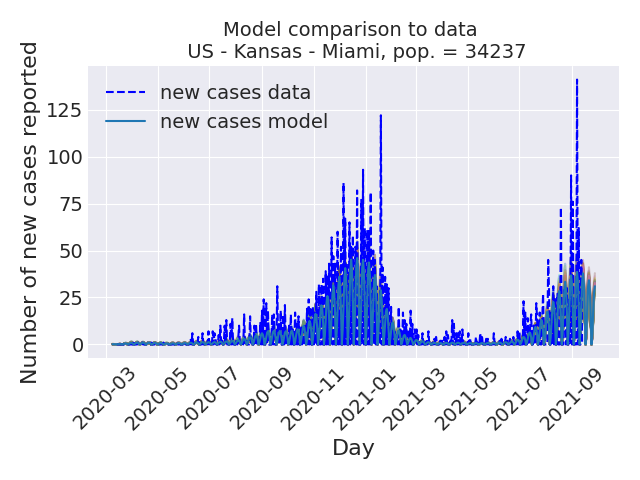 Model comparison to data
US - Kansas - Miami, pop. = 34237
Number of new cases reported
125
100
75
50
25
0
new cases data
new cases model
2020-03
2020-05
2020-07
2020-09
2020-11
2021-01
2021-03
2021-05
2021-07
2021-09
Day